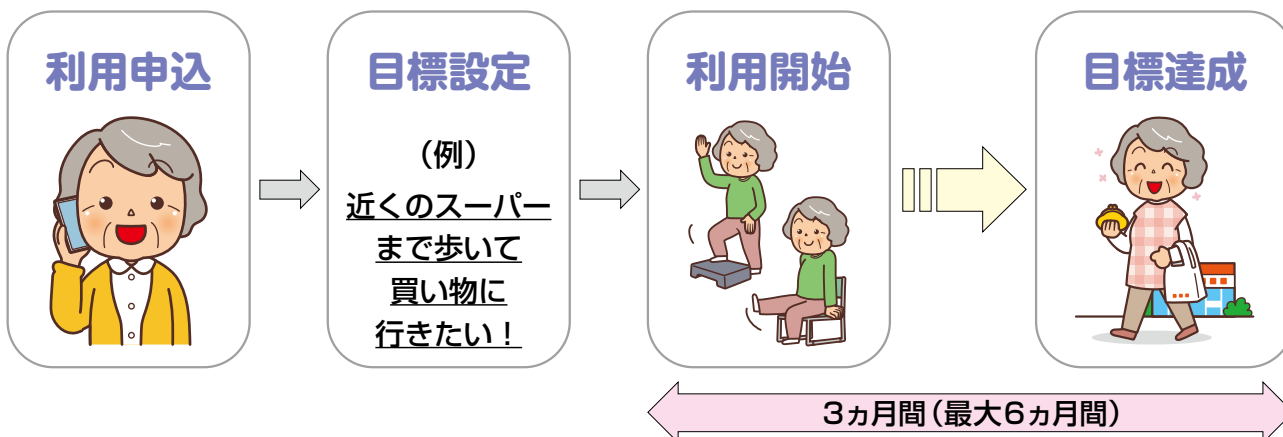 利用申込
目標設定
（例）
近くのスーパー
まで歩いて
買い物に
行きたい！
利用開始
目標達成
3ヵ月間（最大6ヵ月間）